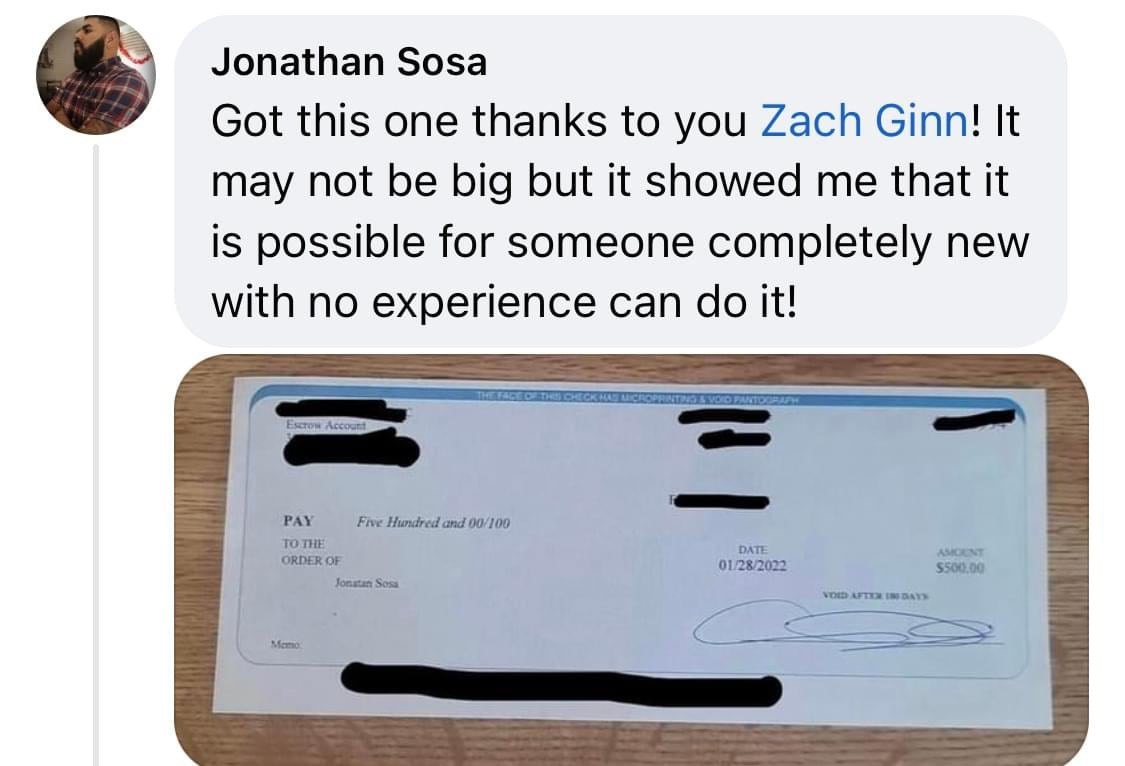 Jonathan Sosa
Got this one thanks to you Zach Ginn! It
may not be big but it showed me that it
is possible for someone completely new
with no experience can do it!
THE FACE OF THIS CHECK HAS MICROPRINTING & VOID PANTOGRAPH
Escrow Account
PAY Five Hundred and 00/100
TO THE
ORDER OF
Jonatan Sosa
DATE
01/28/2022
AMOUNT
$500.00
VOID AFTER 180 DAYS
Memo: